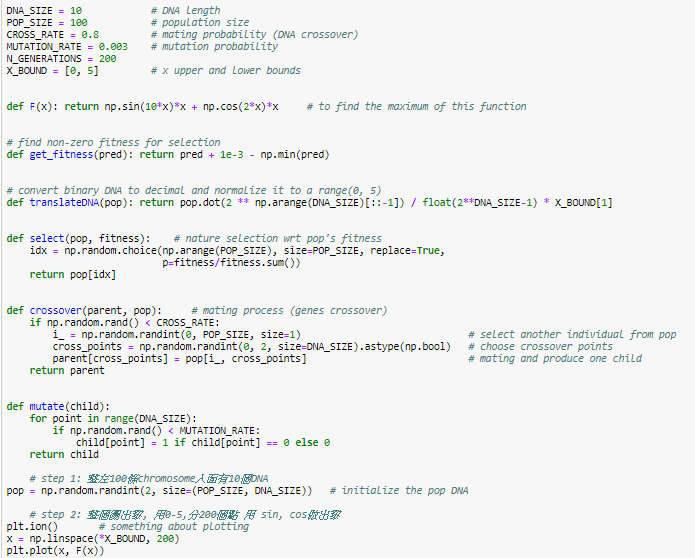 DNA_SIZE = 10            # DNA length
POP_SIZE = 100           # population size
CROSS_RATE = 0.8         # mating probability (DNA crossover)
MUTATION_RATE = 0.003    # mutation probability
N_GENERATIONS = 200
X_BOUND = [0, 5]         # x upper and lower bounds
def F(x): return np.sin(10*x)*x + np.cos(2*x)*x     # to find the maximum of this function
# find non-zero fitness for selection
def get_fitness(pred): return pred + 1e-3 - np.min(pred)
# convert binary DNA to decimal and normalize it to a range(0, 5)
def translateDNA(pop): return pop.dot(2 ** np.arange(DNA_SIZE)[::-1]) / float(2**DNA_SIZE-1) * X_BOUND[1]
def select(pop, fitness):    # nature selection wrt pop's fitness
    idx = np.random.choice(np.arange(POP_SIZE), size=POP_SIZE, replace=True,
                           p=fitness/fitness.sum())
    return pop[idx]
def crossover(parent, pop):     # mating process (genes crossover)
    if np.random.rand() < CROSS_RATE:
        i_ = np.random.randint(0, POP_SIZE, size=1)                             # select another individual from pop
        cross_points = np.random.randint(0, 2, size=DNA_SIZE).astype(np.bool)   # choose crossover points
        parent[cross_points] = pop[i_, cross_points]                            # mating and produce one child
    return parent
def mutate(child):
    for point in range(DNA_SIZE):
        if np.random.rand() < MUTATION_RATE:
            child[point] = 1 if child[point] == 0 else 0
    return child
    # step 1: 整左100條chromosome入面有10個DNA
pop = np.random.randint(2, size=(POP_SIZE, DNA_SIZE))   # initialize the pop DNA
    # step 2: 整個圖出黎, 用0-5,分200個點 用 sin, cos做出黎
plt.ion()       # something about plotting
x = np.linspace(*X_BOUND, 200)
plt.plot(x, F(x))